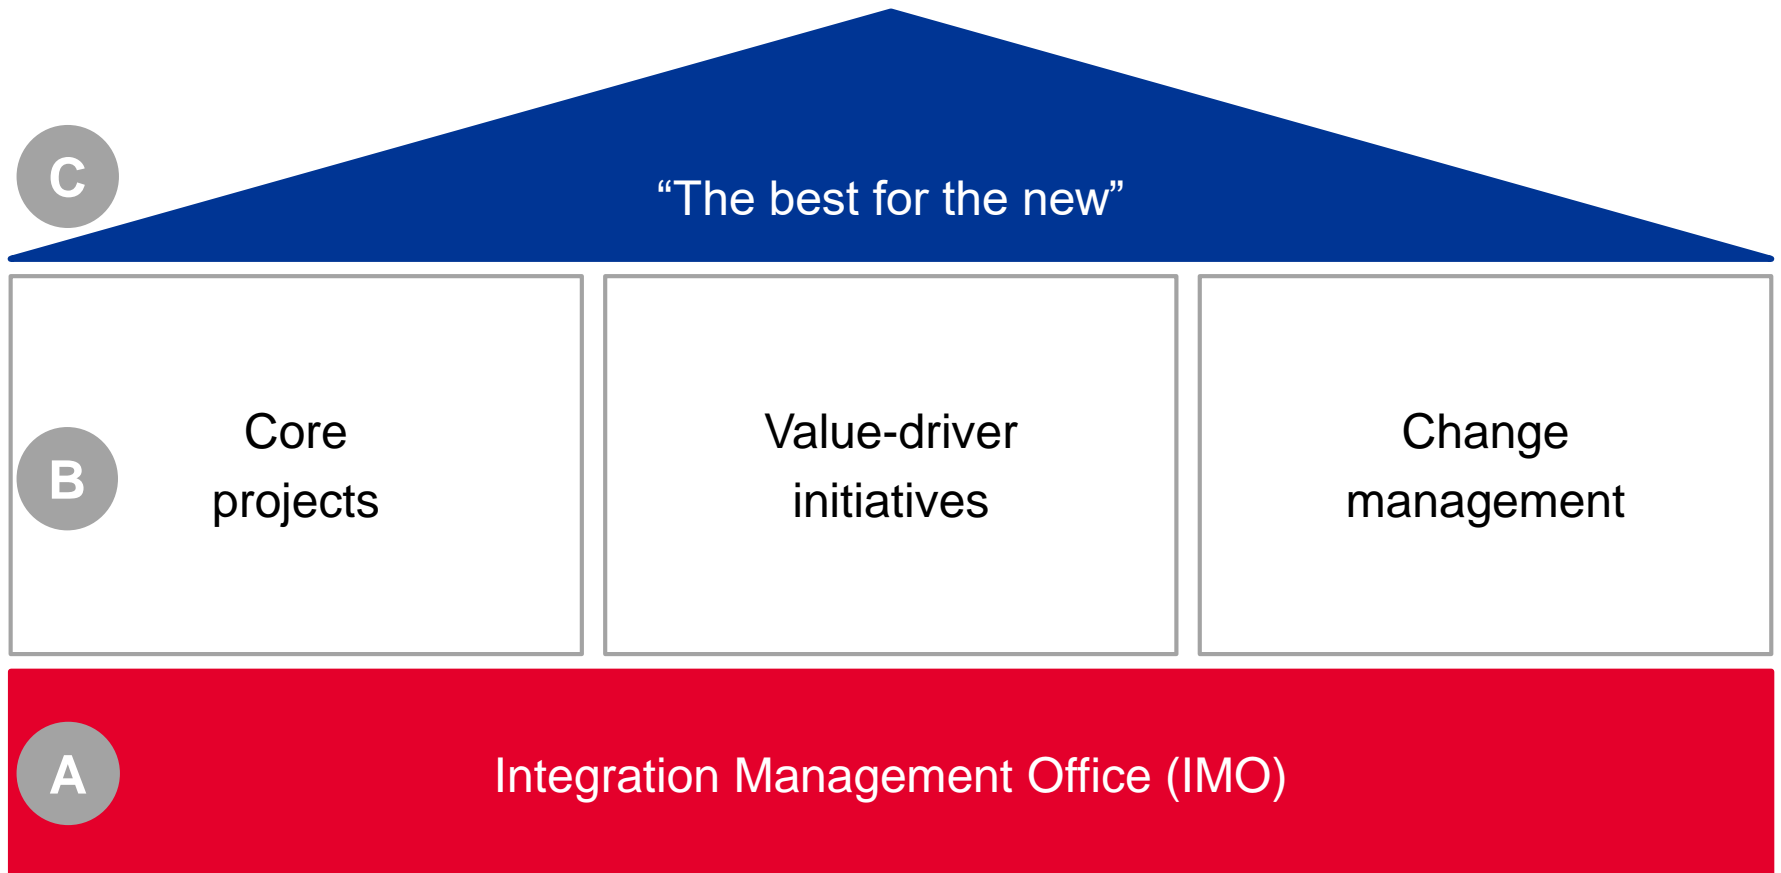 C
“The best for the new”
B
Core
projects
Value-driver
initiatives
Change
management
A
Integration Management Office (IMO)